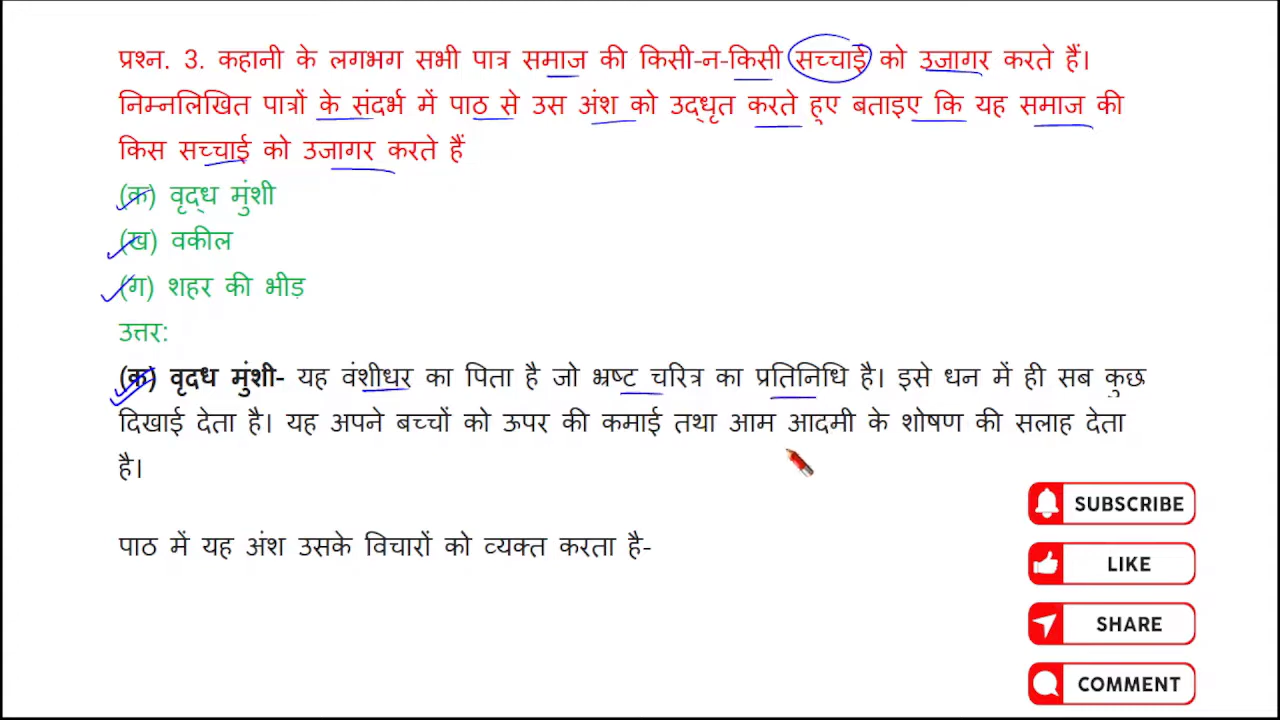 प्रश्न. 3. कहानी के लगभग सभी पात्र समाज की किसी-न-किसी सच्चाई को उजागर करते हैं।
निम्नलिखित पात्रों के संदर्भ में पाठ से उस अंश को उद्धृत करते हुए बताइए कि यह समाज की
किस सच्चाई को उजागर करते हैं
(क) वृद्ध मुंशी
(ख) वकील
(ग) शहर की भीड़
उत्तर:
(क) वृदध मुंशी- यह वंशीधर का पिता है जो भ्रष्ट चरित्र का प्रतिनिधि है। इसे धन में ही सब कुछ
दिखाई देता है। यह अपने बच्चों को ऊपर की कमाई तथा आम आदमी के शोषण की सलाह देता
है।
पाठ में यह अंश उसके विचारों को व्यक्त करता है-
SUBSCRIBE
LIKE
SHARE
COMMENT